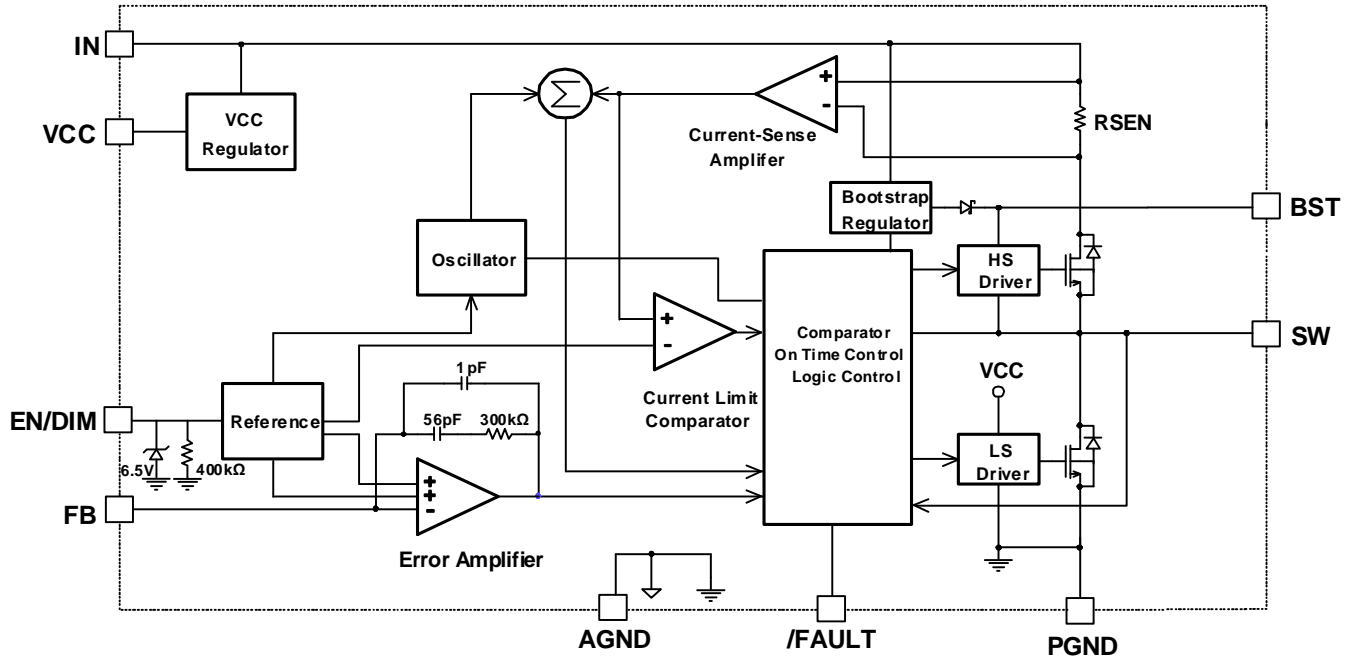 IN
VCC
VCC
Regulator
Σ
+
-
Current-Sense
Amplifer
RSEN
Bootstrap
Regulator
BST
Oscillator
HS
Driver
+
-
Current Limit
Comparator
Comparator
On Time Control
Logic Control
SW
VCC
LS
Driver
1pF
56pF
300kΩ
EN/DIM
Reference
6.5V
400kΩ
FB
+
+
-
Error Amplifier
AGND
/FAULT
PGND